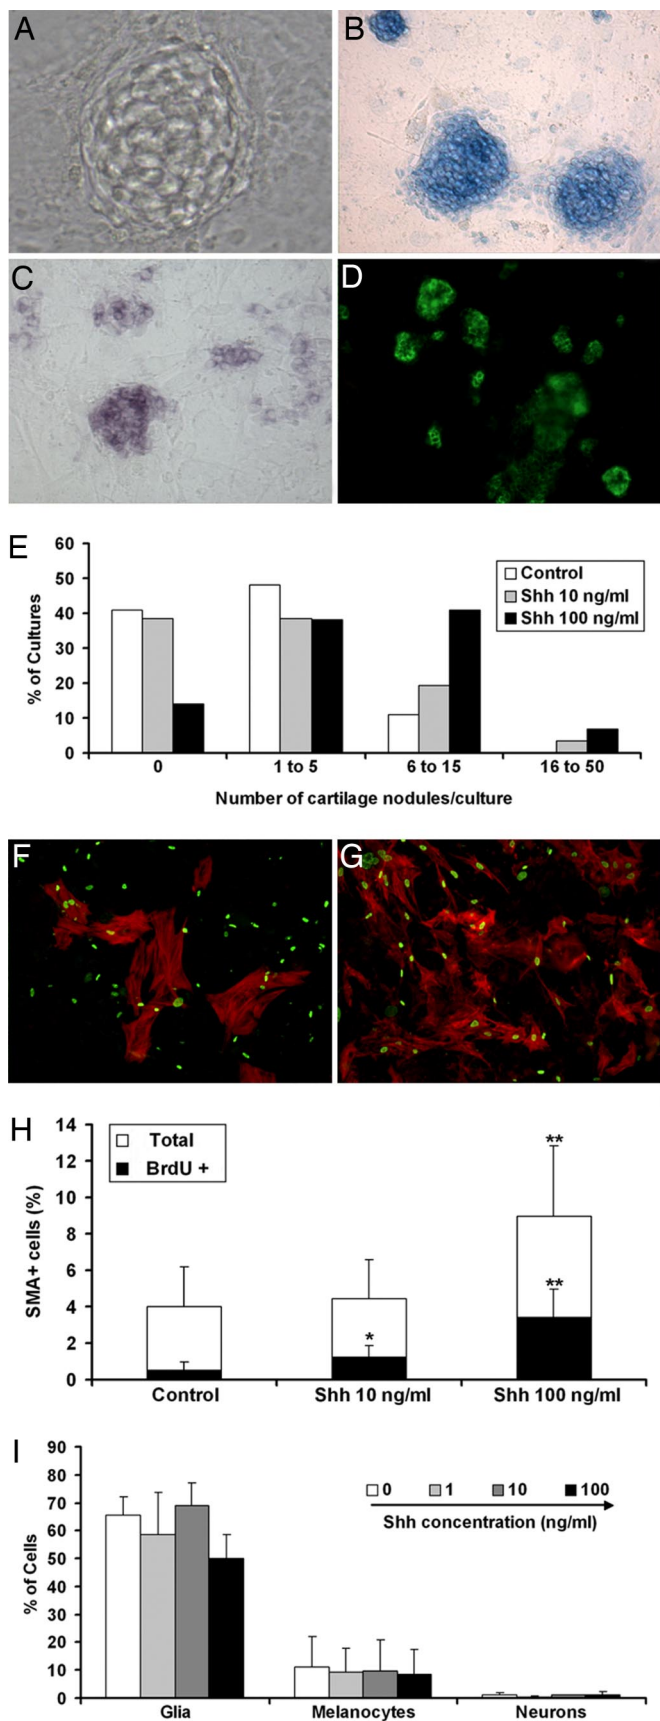 A
B
C
D
E
60
50
40
30
20
10
0
% of Cultures
Control
Shh 10 ng/ml
Shh 100 ng/ml
0
1 to 5
6 to 15
16 to 50
Number of cartilage nodules/culture
F
G
H
14
12
10
8
6
4
2
0
SMA+ cells (%)
Total
BrdU +
*
**
**
Control
Shh 10 ng/ml
Shh 100 ng/ml
I
90
80
70
60
50
40
30
20
10
0
% of Cells
0 1 10 100
Shh concentration (ng/ml)
Glia
Melanocytes
Neurons